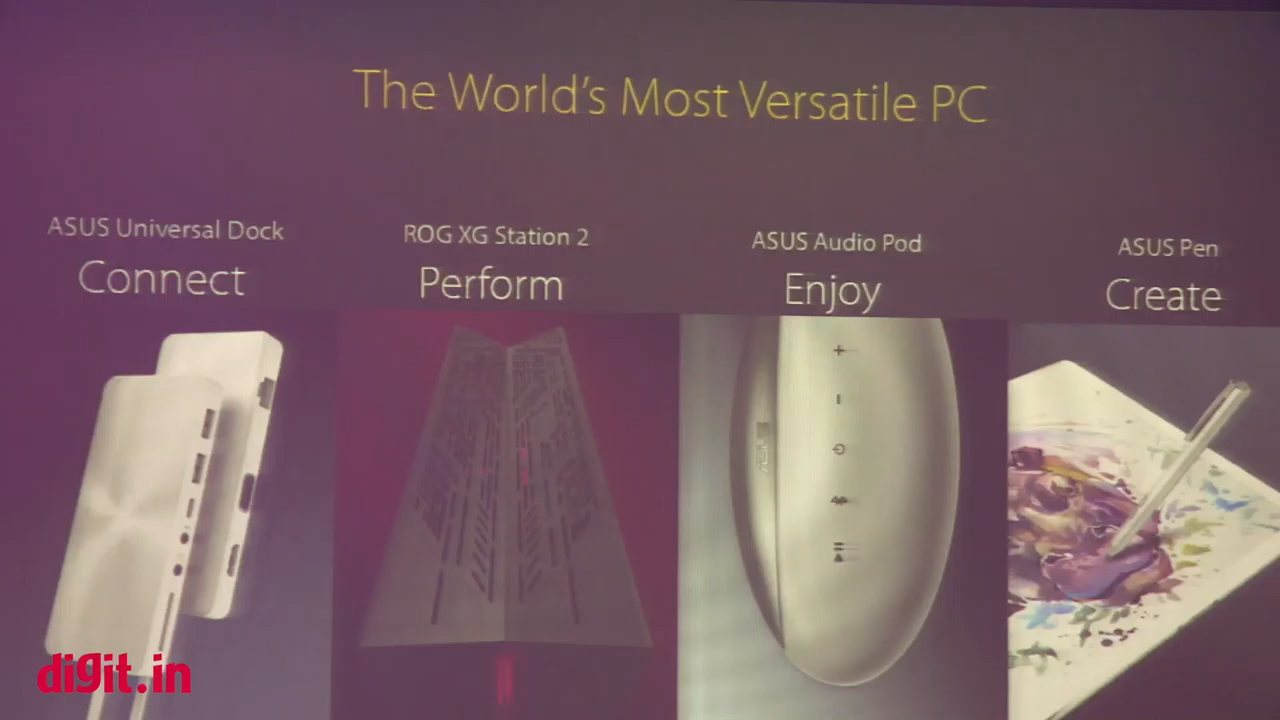 The World's Most Versatile PC
ASUS Universal Dock
Connect
ROG XG Station 2
Perform
ASUS Audio Pod
Enjoy
ASUS Pen
Create
ASUS
digit.in